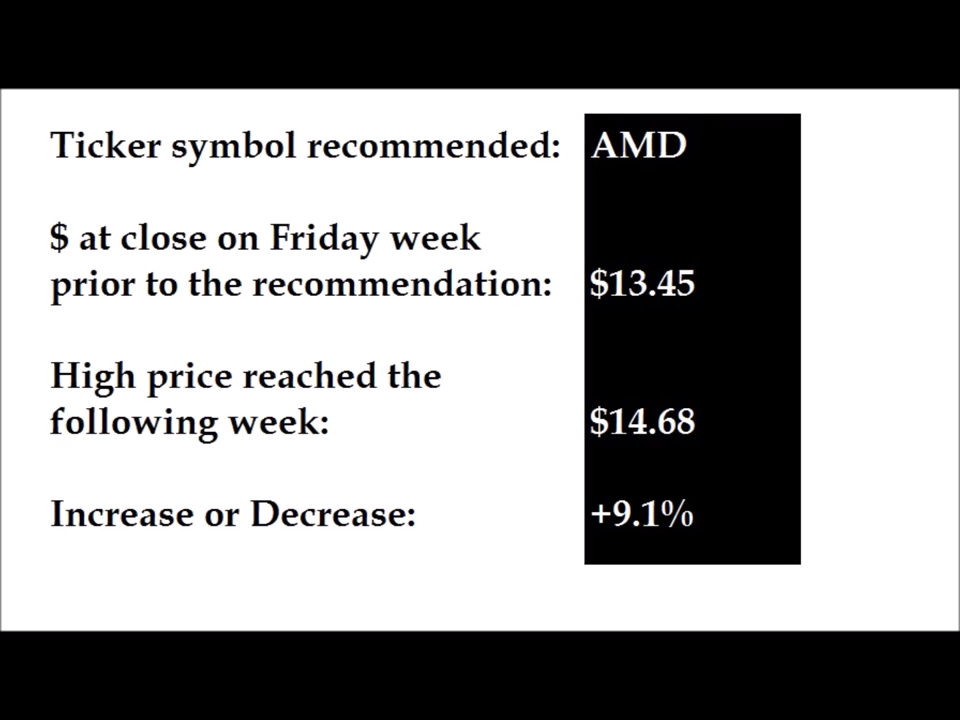 Ticker symbol recommended: AMD
$ at close on Friday week
prior to the recommendation: $13.45
High price reached the
following week: $14.68
Increase or Decrease: +9.1%